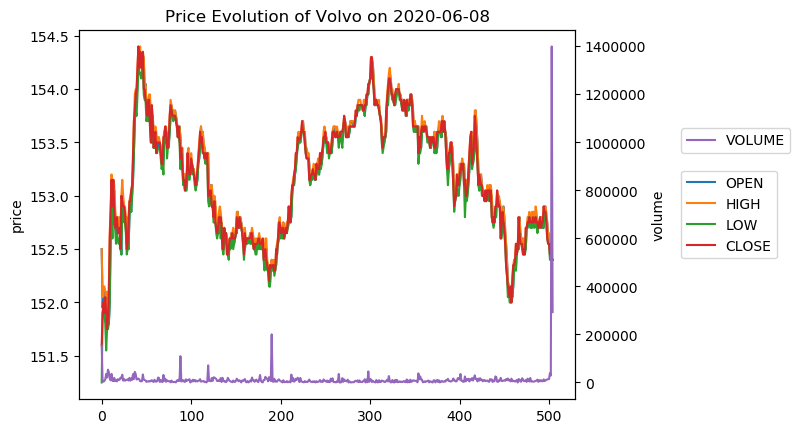 Price Evolution of Volvo on 2020-06-08
154.5
154.0
153.5
153.0
152.5
152.0
151.5
price
0
100
200
300
400
500
1400000
1200000
1000000
800000
600000
400000
200000
0
volume
VOLUME
OPEN
HIGH
LOW
CLOSE